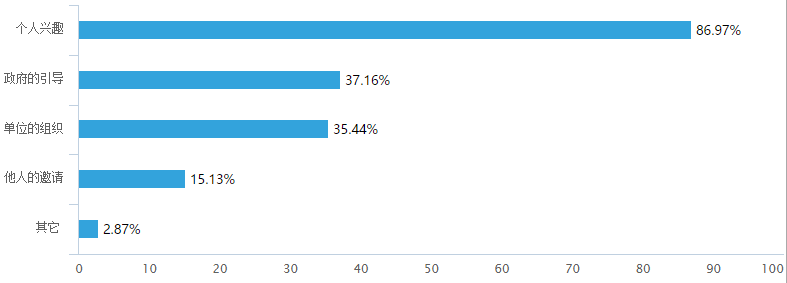 个人兴趣 86.97%
政府的引导 37.16%
单位的组织 35.44%
他人的邀请 15.13%
其它 2.87%
0 10 20 30 40 50 60 70 80 90 100